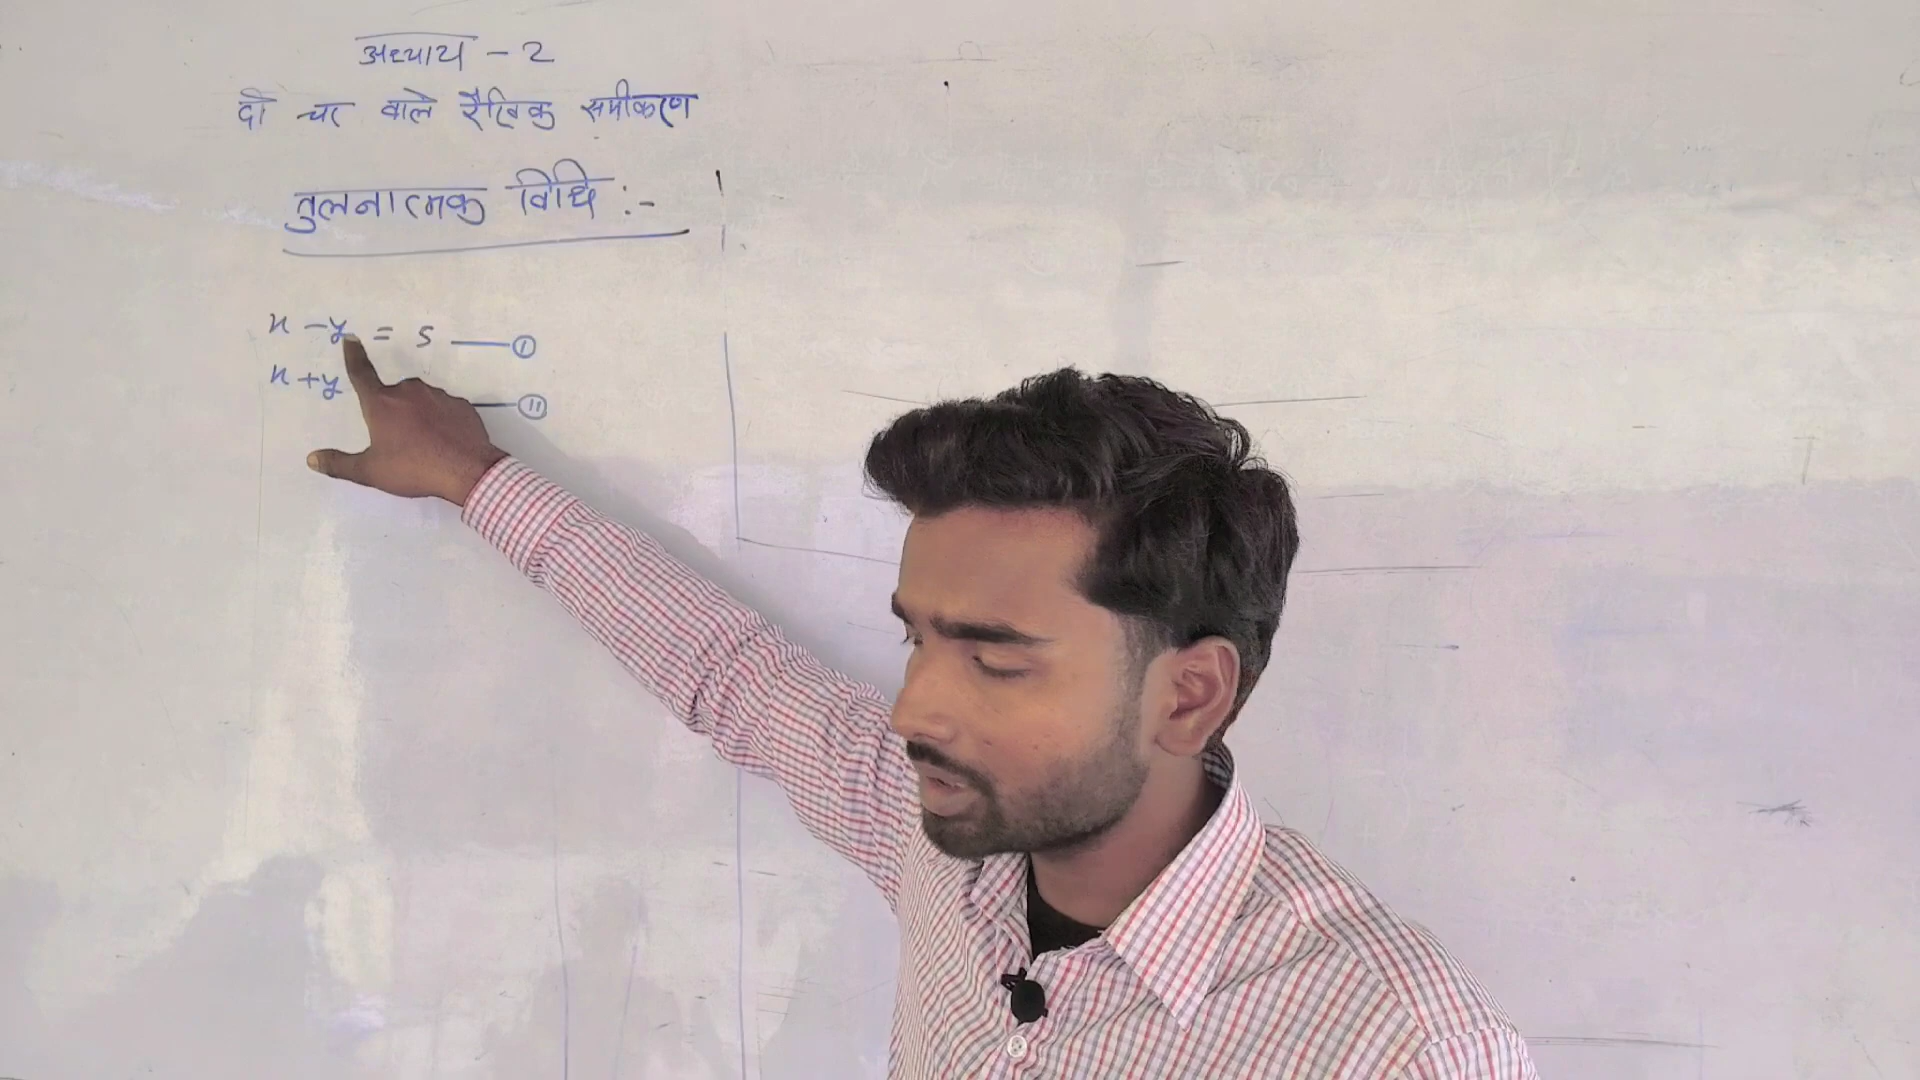 अध्याय - 2
दो चर वाले रैखिक समीकरण
तुलनात्मक विधि :-
x - y = 5 —— (I)
x + y —— (II)